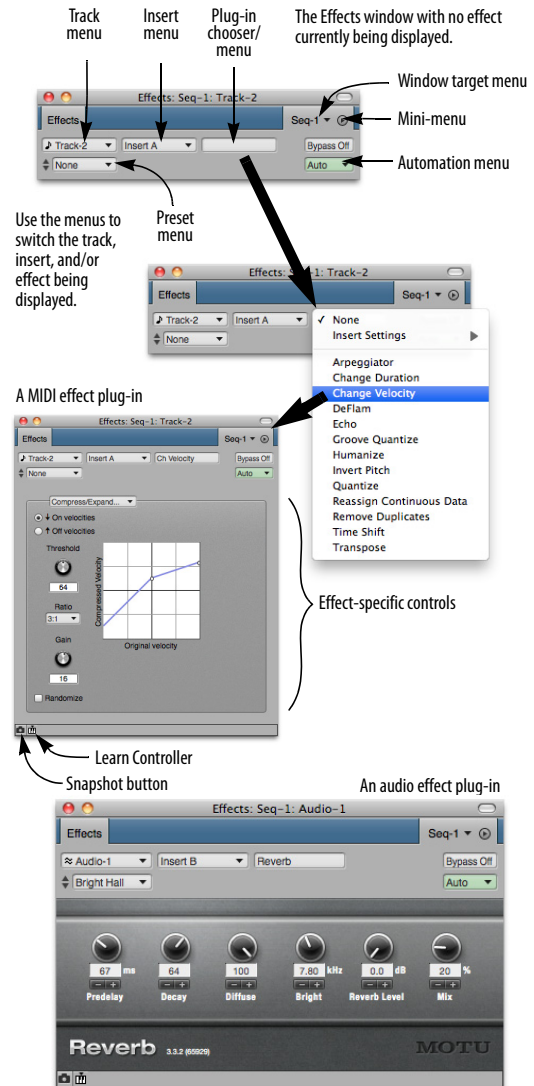 Track
menu
Insert
menu
Plug-in
chooser/
menu
The Effects window with no effect
currently being displayed.
Window target menu
Mini-menu
Automation menu
Effects: Seq-1: Track-2
Effects
Seq-1
Track-2
Insert A
Bypass Off
None
Auto
Use the menus to
switch the track,
insert, and/or
effect being
displayed.
Preset
menu
Effects: Seq-1: Track-2
Effects
Seq-1
Track-2
Insert A
None
✓ None
Insert Settings
Arpeggiator
Change Duration
Change Velocity
DeFlam
Echo
Groove Quantize
Humanize
Invert Pitch
Quantize
Reassign Continuous Data
Remove Duplicates
Time Shift
Transpose
A MIDI effect plug-in
Effects: Seq-1: Track-2
Effects
Seq-1
Track-2
Insert A
Ch Velocity
Bypass Off
None
Auto
Compress/Expand...
On velocities
Off velocities
Threshold
64
Ratio
3:1
Gain
16
Randomize
Compressed Velocity
Original velocity
Effect-specific controls
Learn Controller
Snapshot button
An audio effect plug-in
Effects: Seq-1: Audio-1
Effects
Seq-1
Audio-1
Insert B
Reverb
Bypass Off
Bright Hall
Auto
67 ms
64
100
7.80 kHz
0.0 dB
20 %
Predelay
Decay
Diffuse
Bright
Reverb Level
Mix
Reverb 3.3.2 (65929)
MOTU